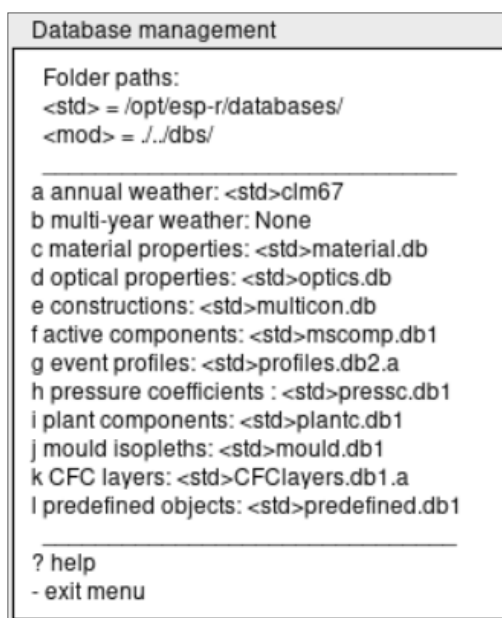 Database management
Folder paths:
<std> = /opt/esp-r/databases/
<mod> = ./../dbs/
a annual weather: <std>clm67
b multi-year weather: None
c material properties: <std>material.db
d optical properties: <std>optics.db
e constructions: <std>multicon.db
f active components: <std>mscomp.db1
g event profiles: <std>profiles.db2.a
h pressure coefficients : <std>pressc.db1
i plant components: <std>plantc.db1
j mould isopleths: <std>mould.db1
k CFC layers: <std>CFClayers.db1.a
l predefined objects: <std>predefined.db1
? help
- exit menu